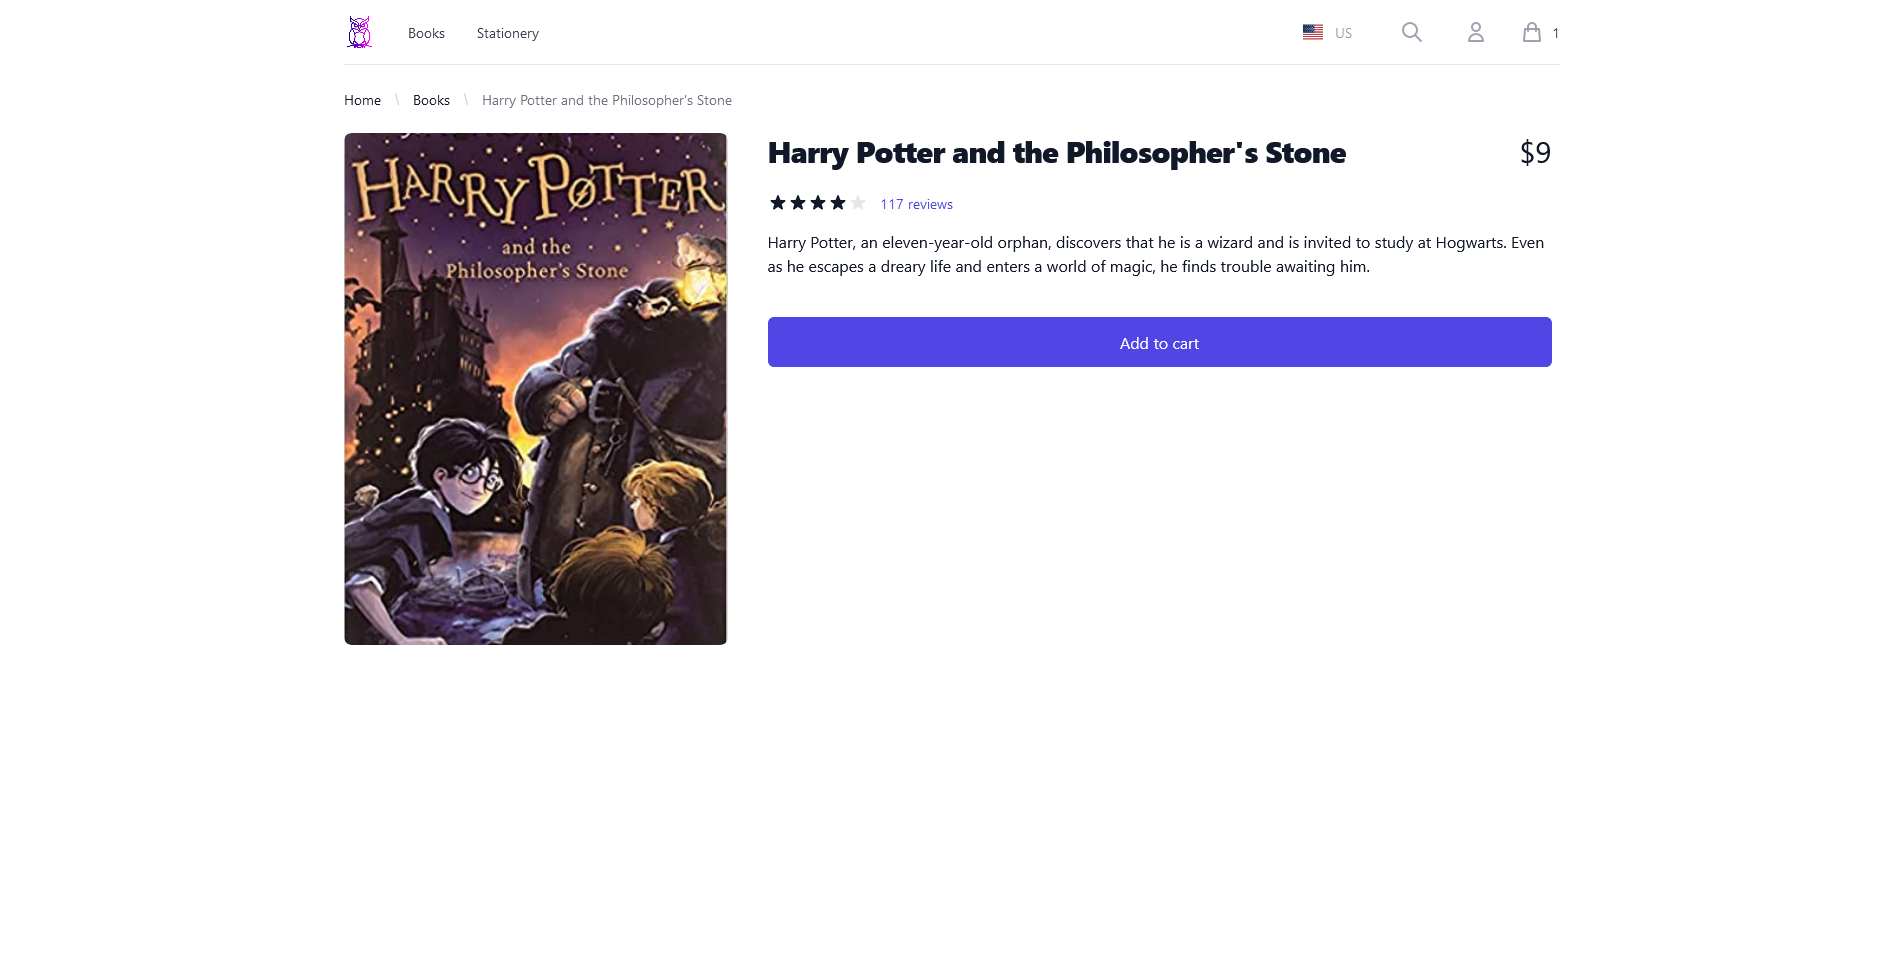 Books
Stationery
US
1
Home \ Books \ Harry Potter and the Philosopher's Stone
HARRY POTTER
and the
Philosopher's Stone
Harry Potter and the Philosopher's Stone
$9
117 reviews
Harry Potter, an eleven-year-old orphan, discovers that he is a wizard and is invited to study at Hogwarts. Even
as he escapes a dreary life and enters a world of magic, he finds trouble awaiting him.
Add to cart